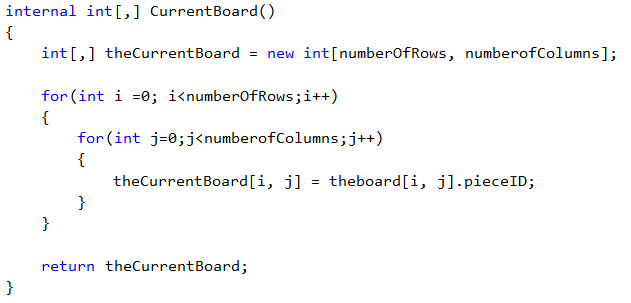 internal int[,] CurrentBoard()
{
    int[,] theCurrentBoard = new int[numberOfRows, numberofColumns];

    for(int i =0; i<numberOfRows;i++)
    {
        for(int j=0;j<numberofColumns;j++)
        {
            theCurrentBoard[i, j] = theboard[i, j].pieceID;
        }
    }

    return theCurrentBoard;
}